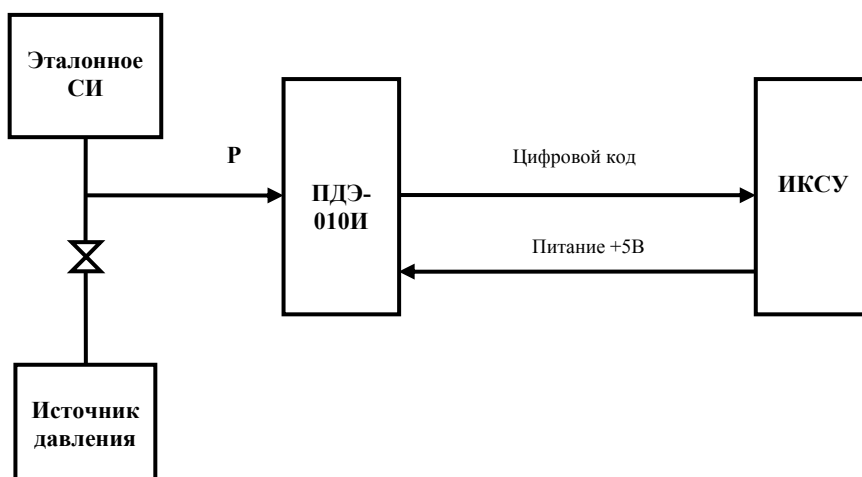 Эталонное
СИ
Р
Цифровой код
ПДЭ-
010И
ИКСУ
Питание +5В
Источник
давления